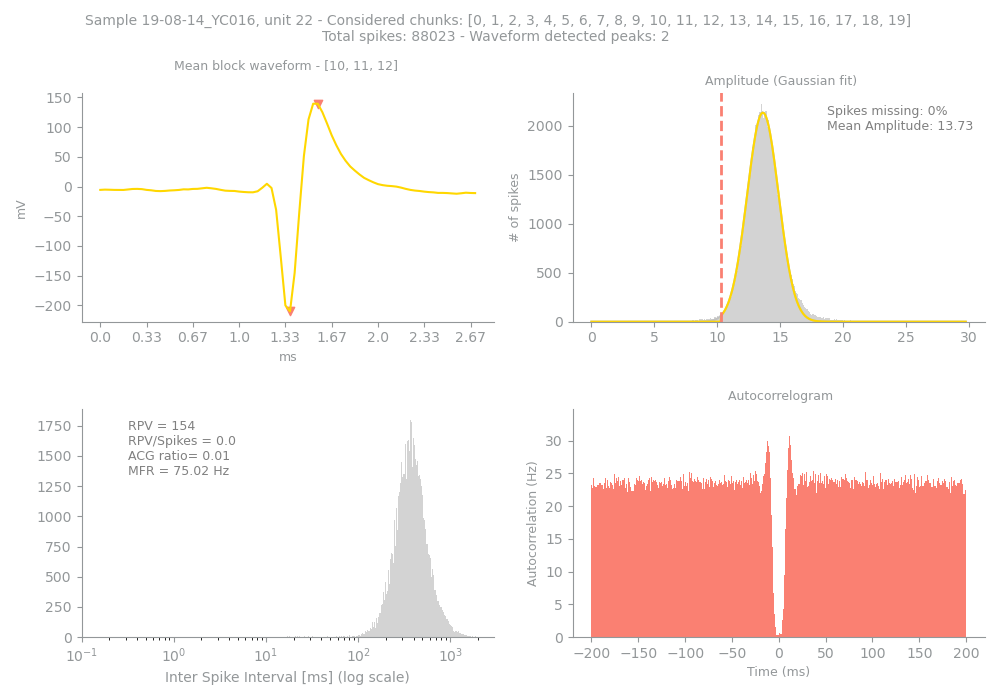 Sample 19-08-14_YC016, unit 22 - Considered chunks: [0, 1, 2, 3, 4, 5, 6, 7, 8, 9, 10, 11, 12, 13, 14, 15, 16, 17, 18, 19]
Total spikes: 88023 - Waveform detected peaks: 2
Mean block waveform - [10, 11, 12]
150
100
50
0
−50
−100
−150
−200
mV
0.0 0.33 0.67 1.0 1.33 1.67 2.0 2.33 2.67
ms
Amplitude (Gaussian fit)
Spikes missing: 0%
Mean Amplitude: 13.73
2000
1500
1000
500
0
# of spikes
0 5 10 15 20 25 30
RPV = 154
RPV/Spikes = 0.0
ACG ratio= 0.01
MFR = 75.02 Hz
1750
1500
1250
1000
750
500
250
0
10⁻¹ 10⁰ 10¹ 10² 10³
Inter Spike Interval [ms] (log scale)
Autocorrelogram
30
25
20
15
10
5
0
Autocorrelation (Hz)
−200 −150 −100 −50 0 50 100 150 200
Time (ms)